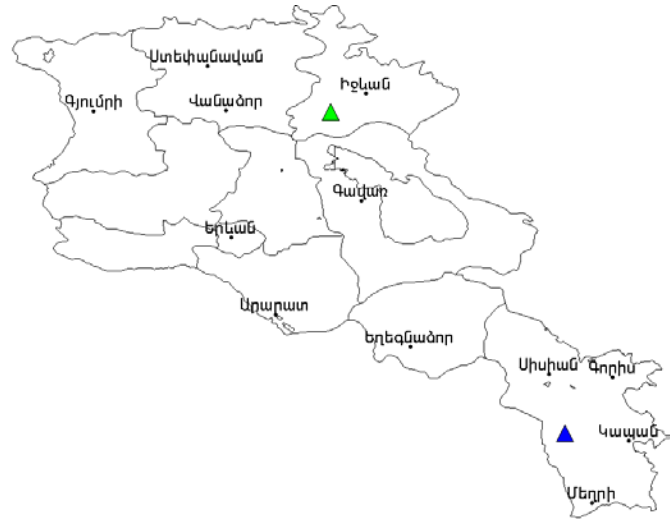 Ստեփանավան
Իջևան
Գյումրի
Վանաձոր
Գավառ
Երևան
Արարատ
Եղեգնաձոր
Սիսիան
Գորիս
Կապան
Մեղրի